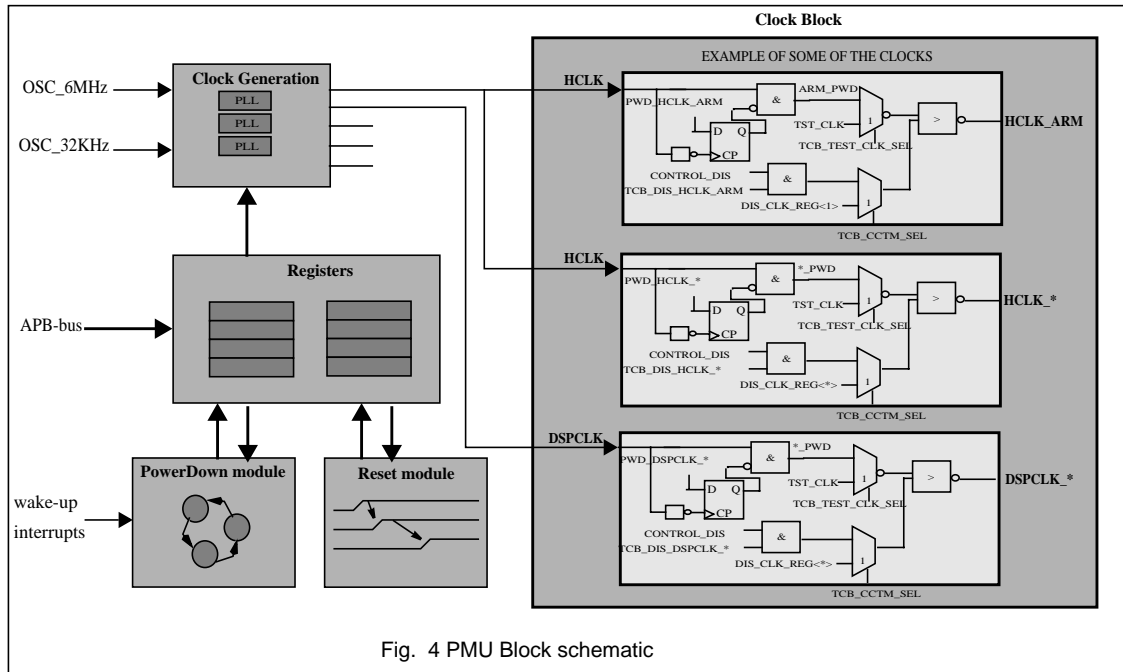 Clock Block
EXAMPLE OF SOME OF THE CLOCKS
OSC_6MHz
OSC_32KHz
Clock Generation
PLL
PLL
PLL
APB-bus
Registers
PowerDown module
Reset module
wake-up
interrupts
HCLK
PWD_HCLK_ARM
&
ARM_PWD
D
Q
CP
TST_CLK
1
TCB_TEST_CLK_SEL
>
HCLK_ARM
CONTROL_DIS
TCB_DIS_HCLK_ARM
&
DIS_CLK_REG<1>
1
TCB_CCTM_SEL
HCLK
PWD_HCLK_*
&
*_PWD
D
Q
CP
TST_CLK
1
TCB_TEST_CLK_SEL
>
HCLK_*
CONTROL_DIS
TCB_DIS_HCLK_*
&
DIS_CLK_REG<*>
1
TCB_CCTM_SEL
DSPCLK
PWD_DSPCLK_*
&
*_PWD
D
Q
CP
TST_CLK
1
TCB_TEST_CLK_SEL
>
DSPCLK_*
CONTROL_DIS
TCB_DIS_DSPCLK_*
&
DIS_CLK_REG<*>
1
TCB_CCTM_SEL
Fig. 4 PMU Block schematic